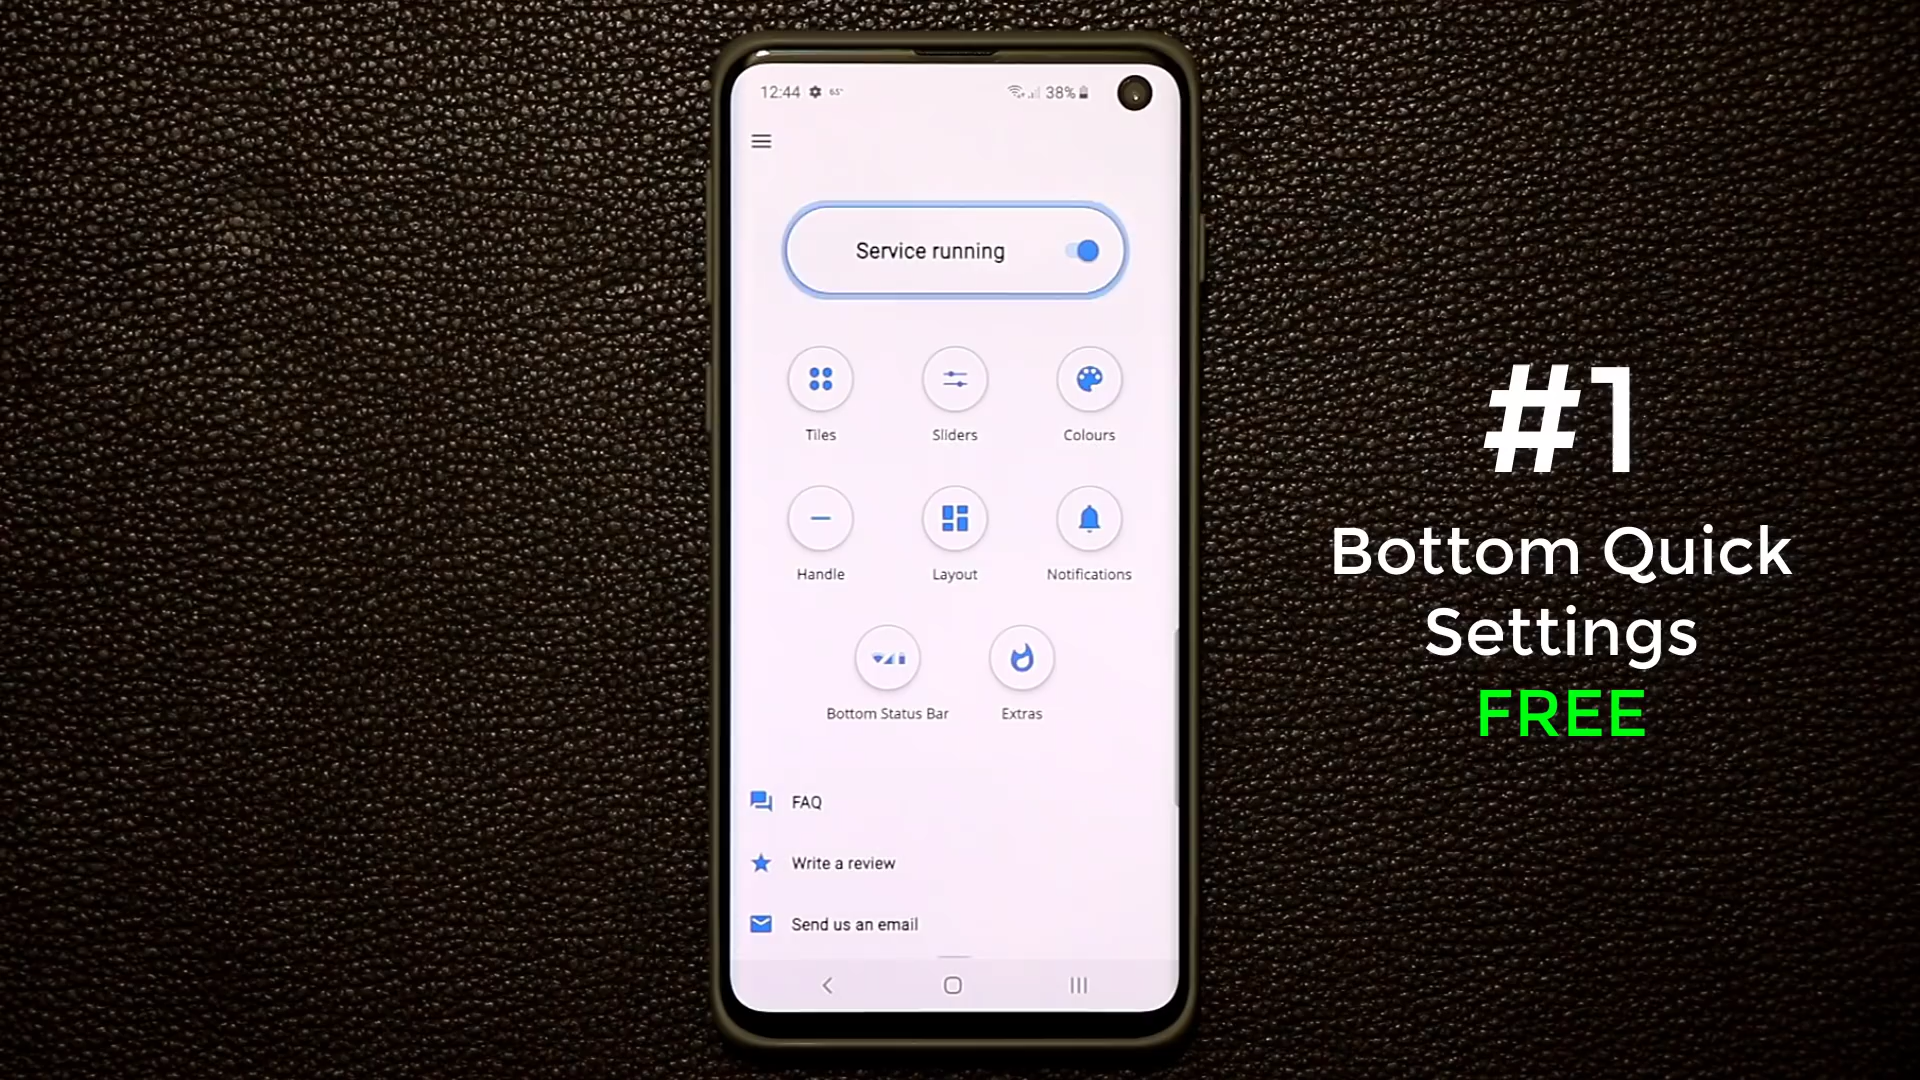 12:44 65°
38%
Service running
Tiles Sliders Colours
Handle Layout Notifications
Bottom Status Bar Extras
FAQ
Write a review
Send us an email
#1
Bottom Quick
Settings
FREE